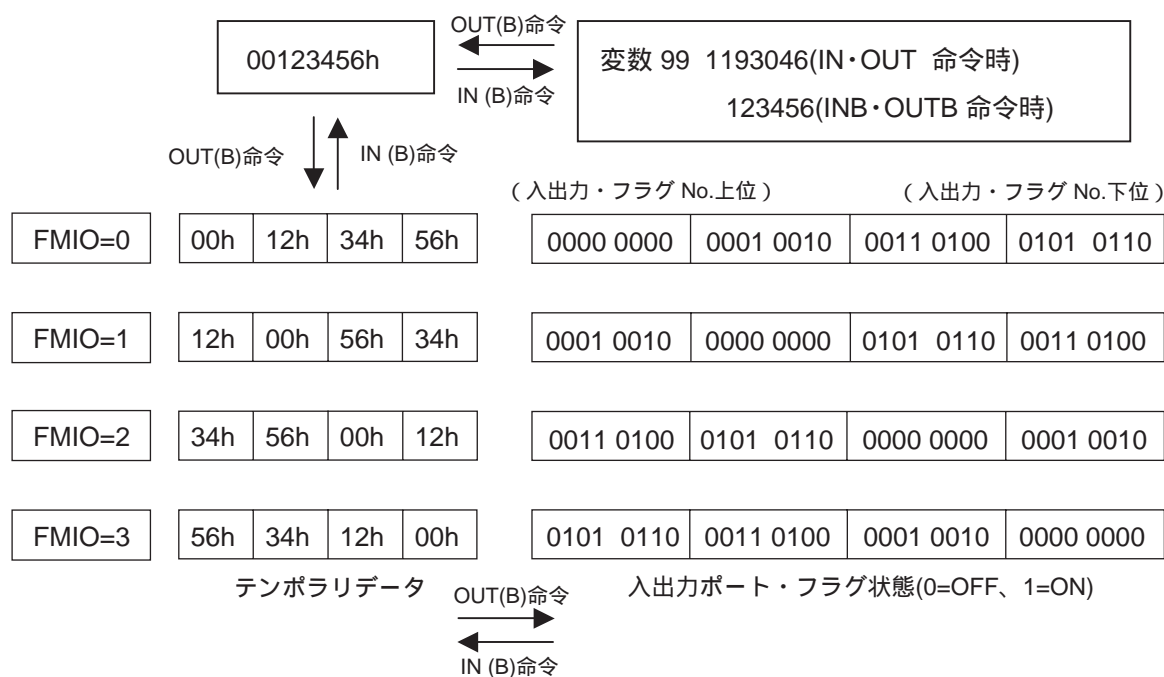 OUT(B)命令
00123456h
変数 99 1193046(IN・OUT 命令時)
IN (B)命令
123456(INB・OUTB 命令時)
OUT(B)命令
IN (B)命令
(入出力・フラグ No.上位)
(入出力・フラグ No.下位)
FMIO=0 00h 12h 34h 56h 0000 0000 0001 0010 0011 0100 0101 0110
FMIO=1 12h 00h 56h 34h 0001 0010 0000 0000 0101 0110 0011 0100
FMIO=2 34h 56h 00h 12h 0011 0100 0101 0110 0000 0000 0001 0010
FMIO=3 56h 34h 12h 00h 0101 0110 0011 0100 0001 0010 0000 0000
テンポラリデータ
OUT(B)命令
入出力ポート・フラグ状態(0=OFF、1=ON)
IN (B)命令